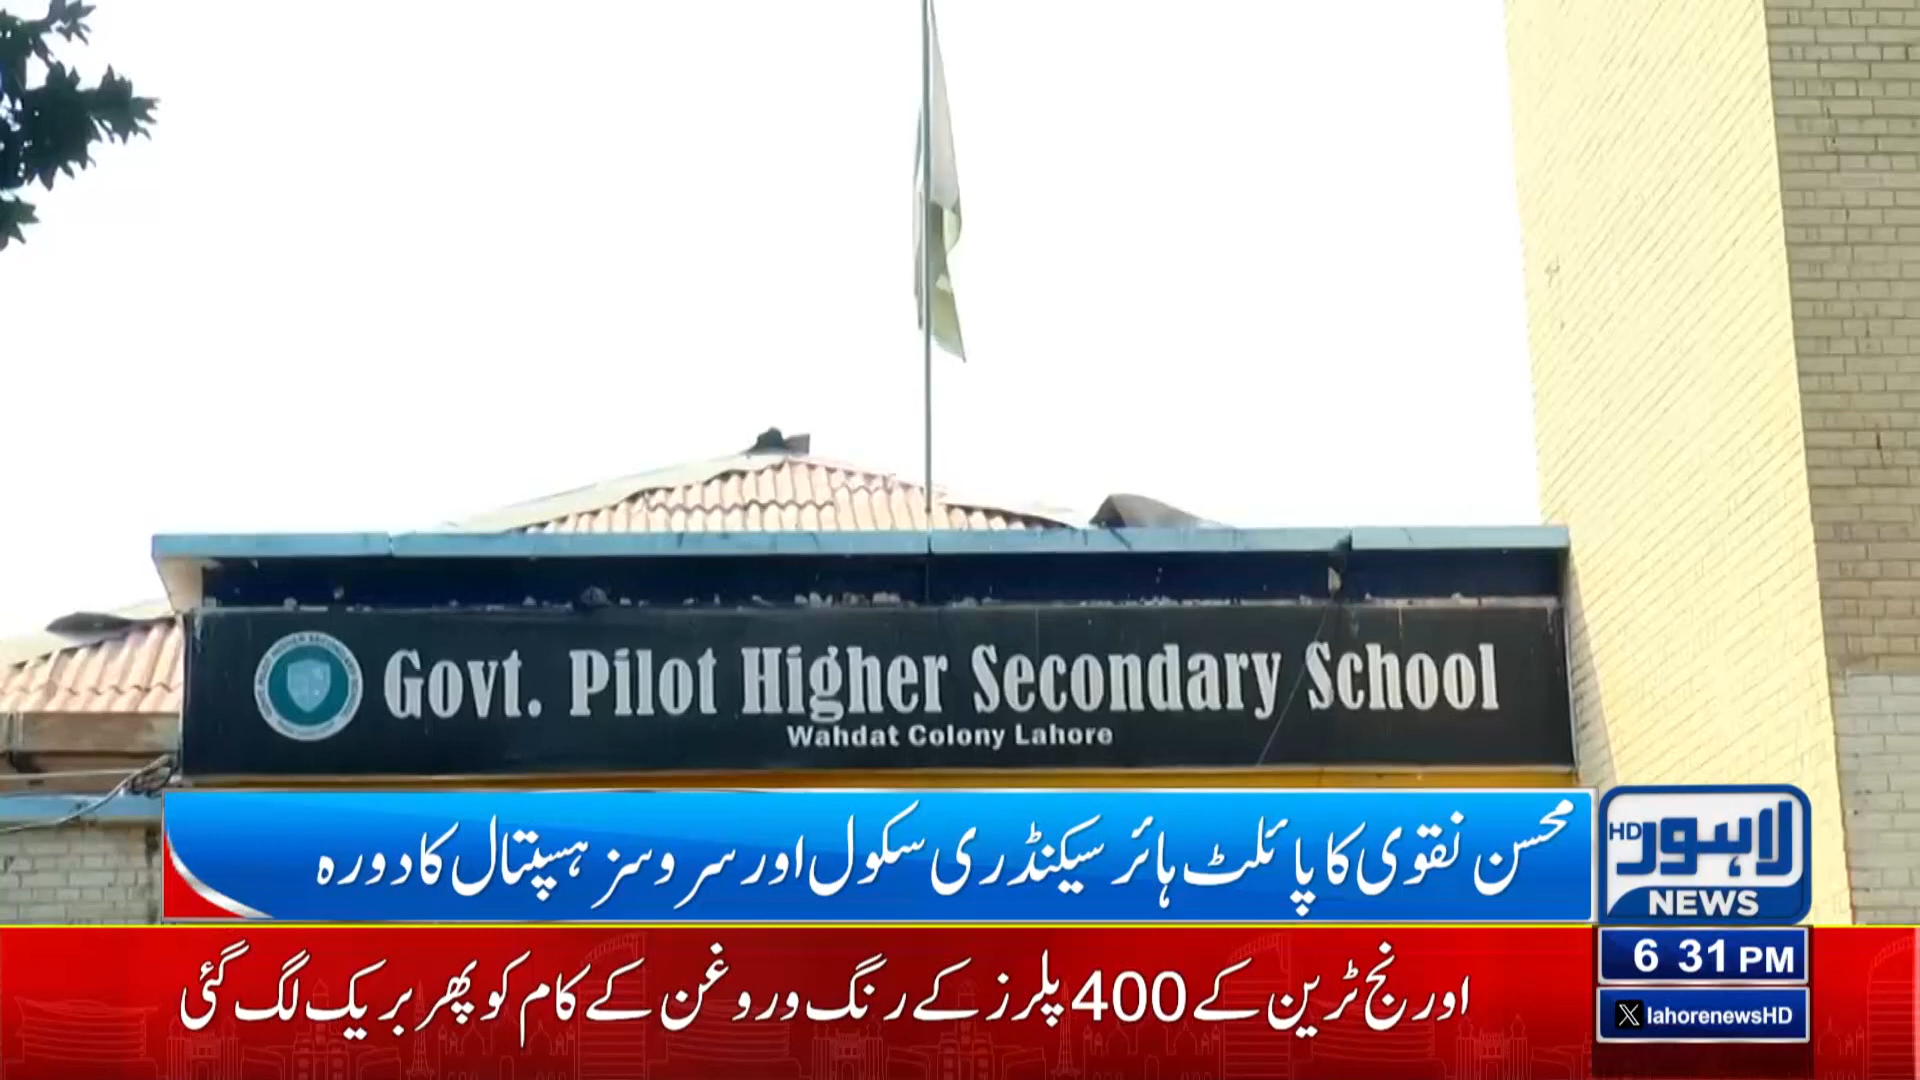 Govt. Pilot Higher Secondary School
Wahdat Colony Lahore
محسن نقوی کا پائلٹ ہائر سیکنڈری سکول اور سروسز ہسپتال کا دورہ
لاہور HD
NEWS
6 31 PM
اورنج ٹرین کے 400 پلرز کے رنگ وروغن کے کام کو پھر بریک لگ گئی
X lahorenewsHD